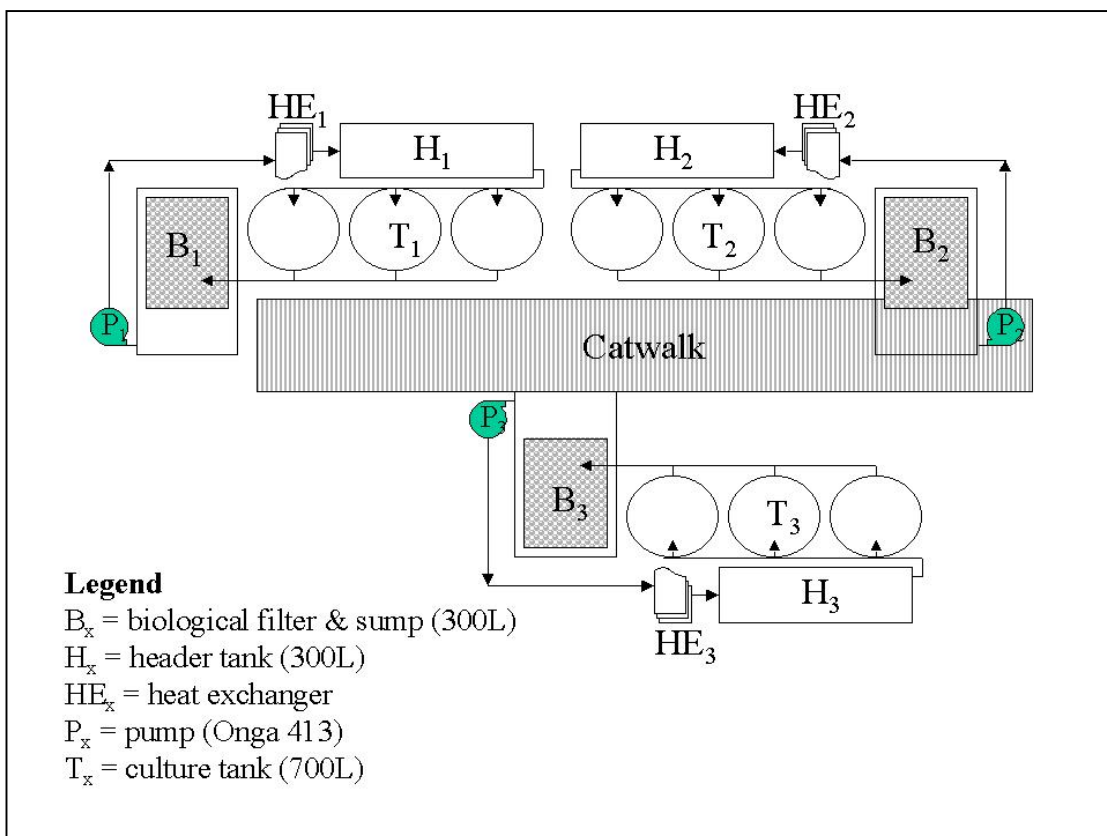 HE₁
HE₂
H₁
H₂
B₁
T₁
T₂
B₂
P₁
Catwalk
P₂
P₃
B₃
T₃
H₃
HE₃
Legend
Bₓ = biological filter & sump (300L)
Hₓ = header tank (300L)
HEₓ = heat exchanger
Pₓ = pump (Onga 413)
Tₓ = culture tank (700L)